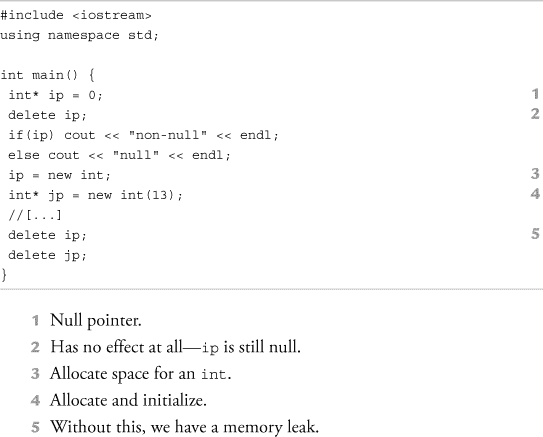 #include <iostream>
using namespace std;
int main() {
int* ip = 0; 1
delete ip; 2
if(ip) cout << "non-null" << endl;
else cout << "null" << endl;
ip = new int; 3
int* jp = new int(13); 4
//[...]
delete ip; 5
delete jp;
}
1 Null pointer.
2 Has no effect at all—ip is still null.
3 Allocate space for an int.
4 Allocate and initialize.
5 Without this, we have a memory leak.